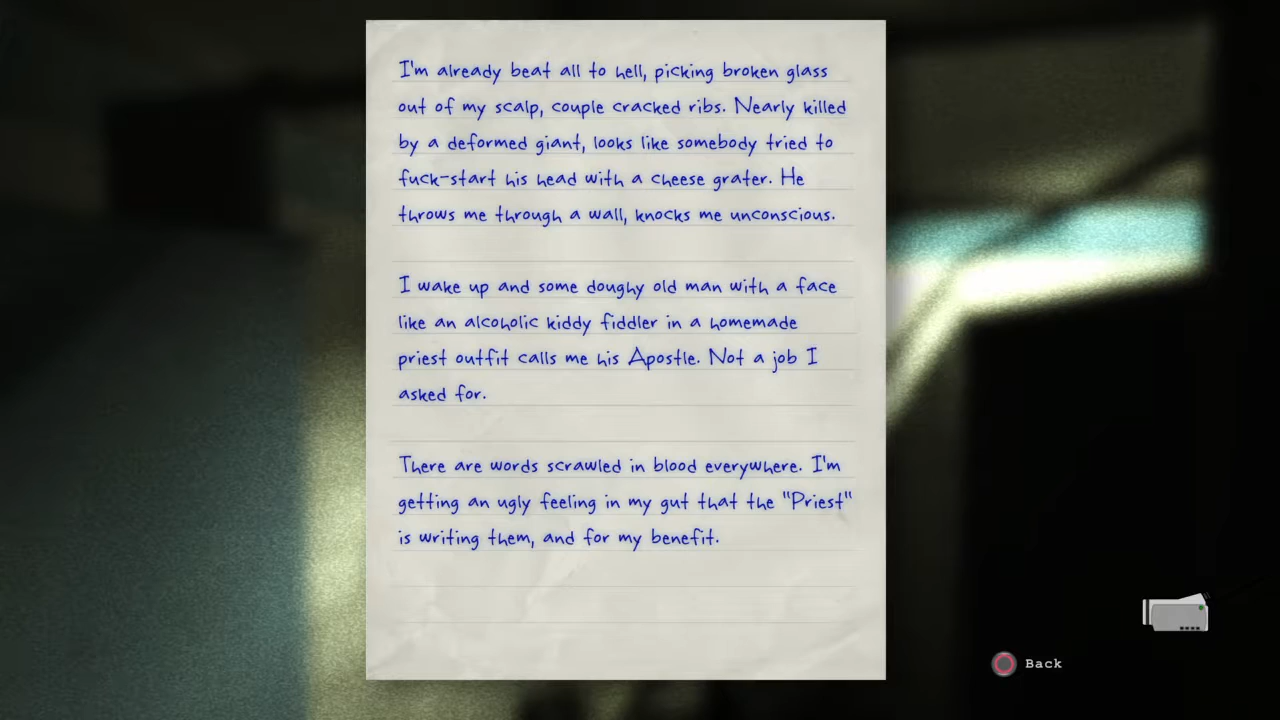 I'm already beat all to hell, picking broken glass
out of my scalp, couple cracked ribs. Nearly killed
by a deformed giant, looks like somebody tried to
fuck-start his head with a cheese grater. He
throws me through a wall, knocks me unconscious.
I wake up and some doughy old man with a face
like an alcoholic kiddy fiddler in a homemade
priest outfit calls me his Apostle. Not a job I
asked for.
There are words scrawled in blood everywhere. I'm
getting an ugly feeling in my gut that the "Priest"
is writing them, and for my benefit.
Back